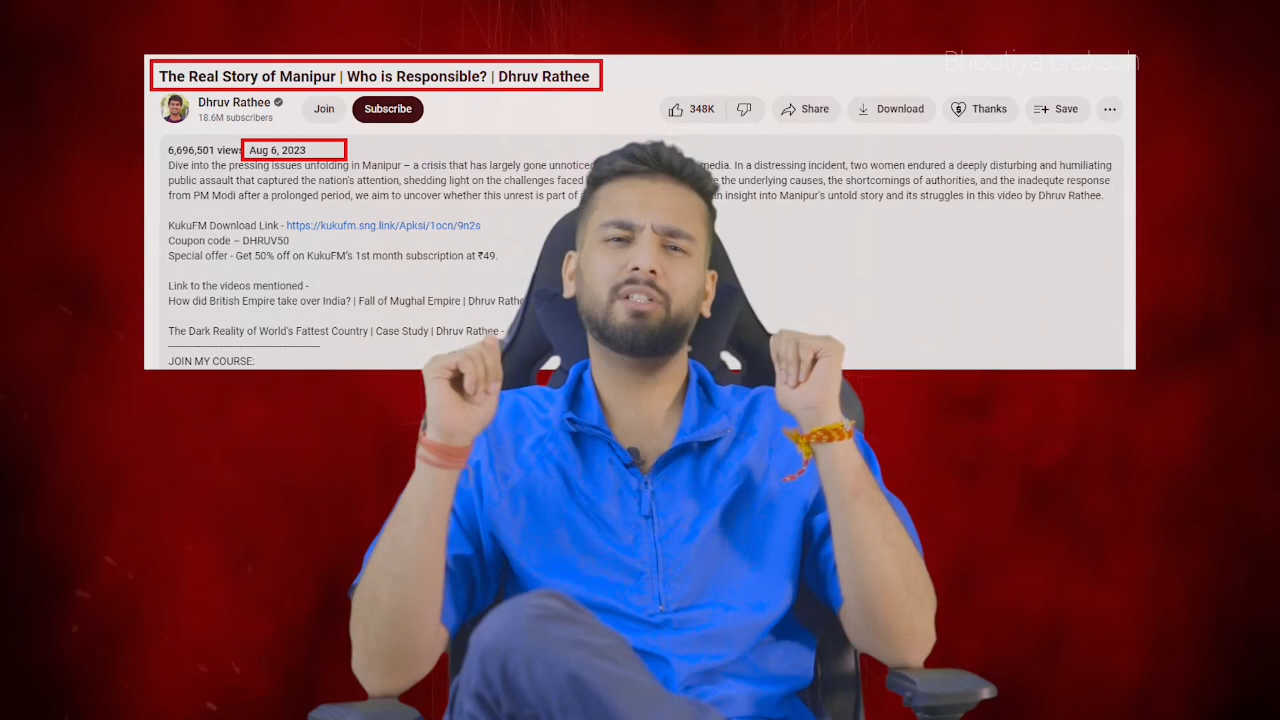 Bhootiya prakash
The Real Story of Manipur | Who is Responsible? | Dhruv Rathee
Dhruv Rathee
18.6M subscribers
Join
Subscribe
348K
Share
Download
Thanks
Save
6,696,501 views Aug 6, 2023
Dive into the pressing issues unfolding in Manipur – a crisis that has largely gone unnoticed media. In a distressing incident, two women endured a deeply disturbing and humiliating
public assault that captured the nation's attention, shedding light on the challenges faced the underlying causes, the shortcomings of authorities, and the inadequte response
from PM Modi after a prolonged period, we aim to uncover whether this unrest is part of insight into Manipur's untold story and its struggles in this video by Dhruv Rathee.
KukuFM Download Link - https://kukufm.sng.link/Apksi/1ocn/9n2s
Coupon code – DHRUV50
Special offer - Get 50% off on KukuFM's 1st month subscription at ₹49.
Link to the videos mentioned -
How did British Empire take over India? | Fall of Mughal Empire | Dhruv Rathe
The Dark Reality of World's Fattest Country | Case Study | Dhruv Rathee -
JOIN MY COURSE: